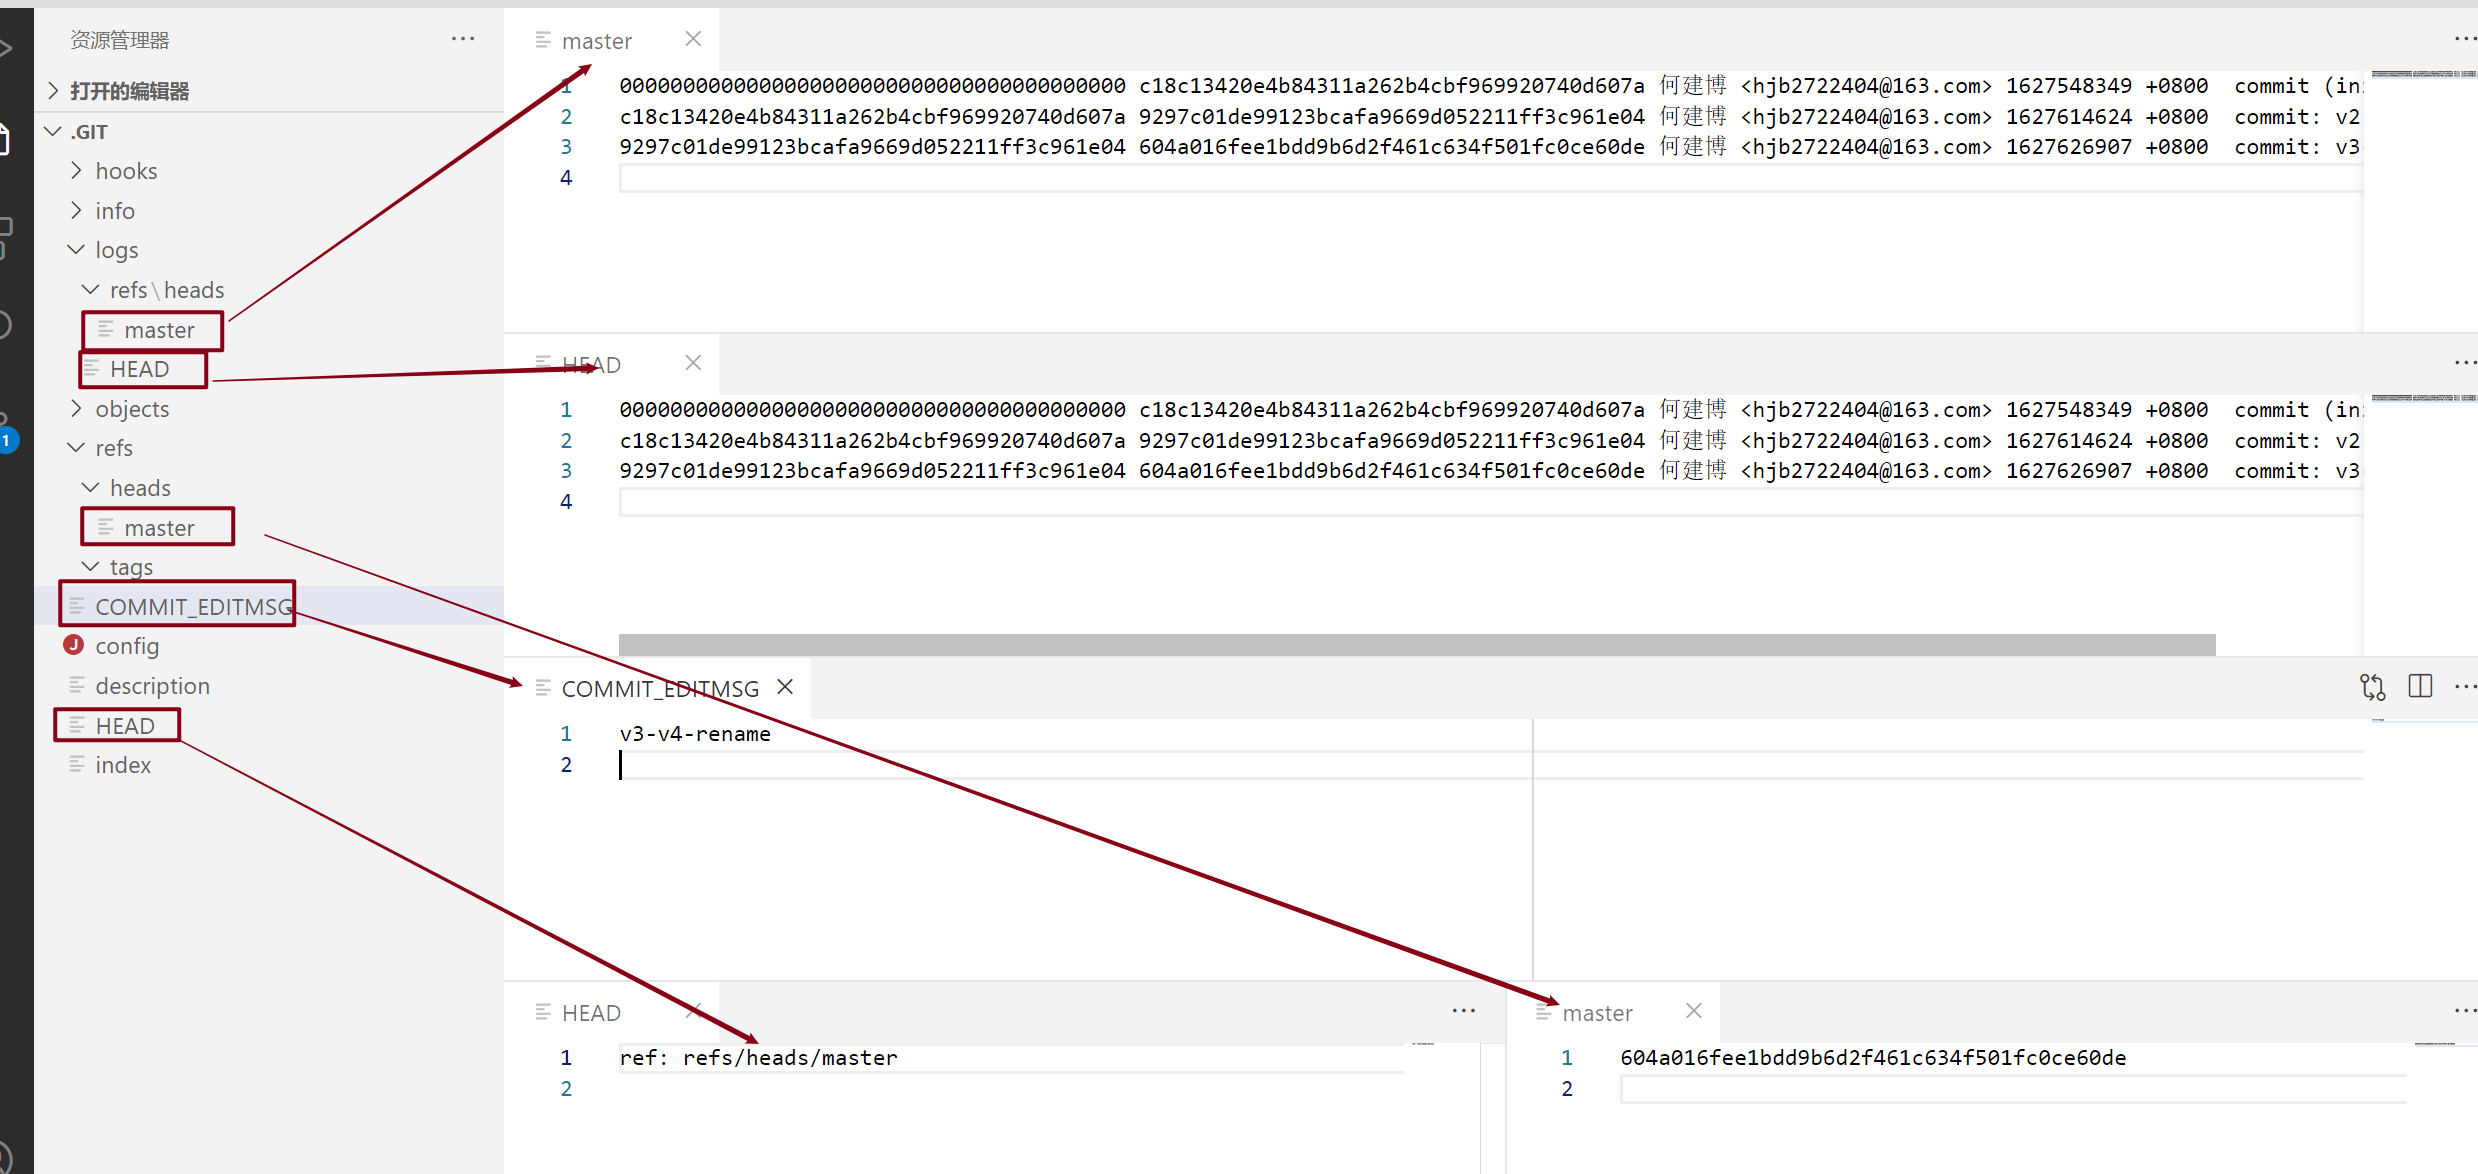 资源管理器
打开的编辑器
.GIT
hooks
info
logs
refs\heads
master
HEAD
objects
refs
heads
master
tags
COMMIT_EDITMSG
config
description
HEAD
index
1
master
1 0000000000000000000000000000000000000000 c18c13420e4b84311a262b4cbf969920740d607a 何建博 <hjb2722404@163.com> 1627548349 +0800 commit (in
2 c18c13420e4b84311a262b4cbf969920740d607a 9297c01de99123bcafa9669d052211ff3c961e04 何建博 <hjb2722404@163.com> 1627614624 +0800 commit: v2
3 9297c01de99123bcafa9669d052211ff3c961e04 604a016fee1bdd9b6d2f461c634f501fc0ce60de 何建博 <hjb2722404@163.com> 1627626907 +0800 commit: v3
4
HEAD
1 0000000000000000000000000000000000000000 c18c13420e4b84311a262b4cbf969920740d607a 何建博 <hjb2722404@163.com> 1627548349 +0800 commit (in
2 c18c13420e4b84311a262b4cbf969920740d607a 9297c01de99123bcafa9669d052211ff3c961e04 何建博 <hjb2722404@163.com> 1627614624 +0800 commit: v2
3 9297c01de99123bcafa9669d052211ff3c961e04 604a016fee1bdd9b6d2f461c634f501fc0ce60de 何建博 <hjb2722404@163.com> 1627626907 +0800 commit: v3
4
COMMIT_EDITMSG
1 v3-v4-rename
2
HEAD
1 ref: refs/heads/master
2
master
1 604a016fee1bdd9b6d2f461c634f501fc0ce60de
2